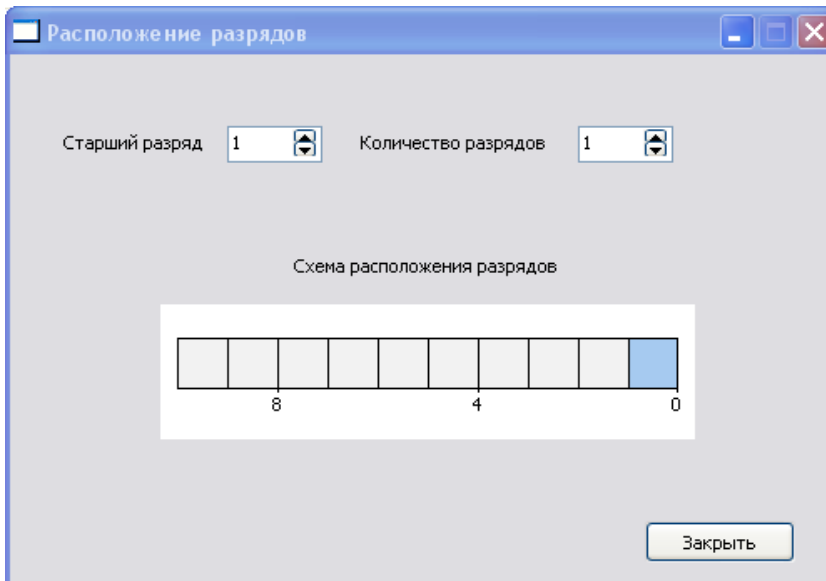 Расположение разрядов
Старший разряд 1 Количество разрядов 1
Схема расположения разрядов
8 4 0
Закрыть